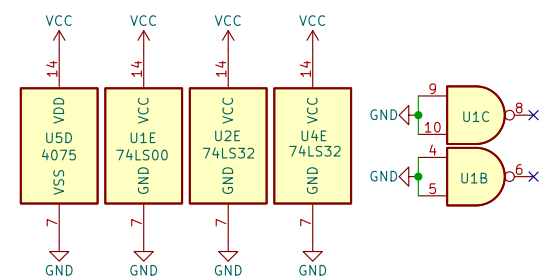 VCC VCC VCC VCC
14 14 14 14
VDD VCC VCC VCC
U5D U1E U2E U4E
4075 74LS00 74LS32 74LS32
VSS GND GND GND
7 7 7 7
GND GND GND GND
9
GND U1C 8
10
4
GND U1B 6
5